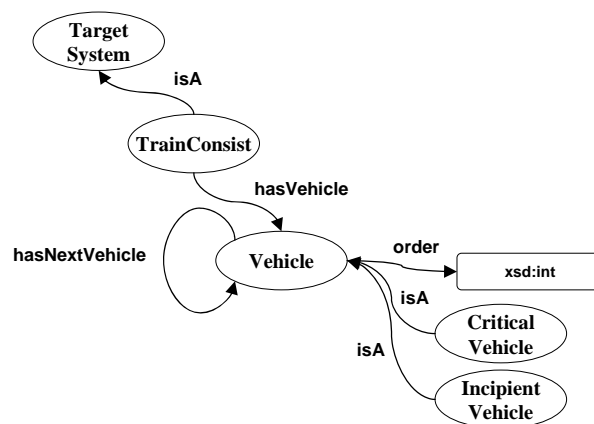 Target
System
isA
TrainConsist
hasVehicle
hasNextVehicle
Vehicle
order
xsd:int
isA
Critical
Vehicle
isA
Incipient
Vehicle